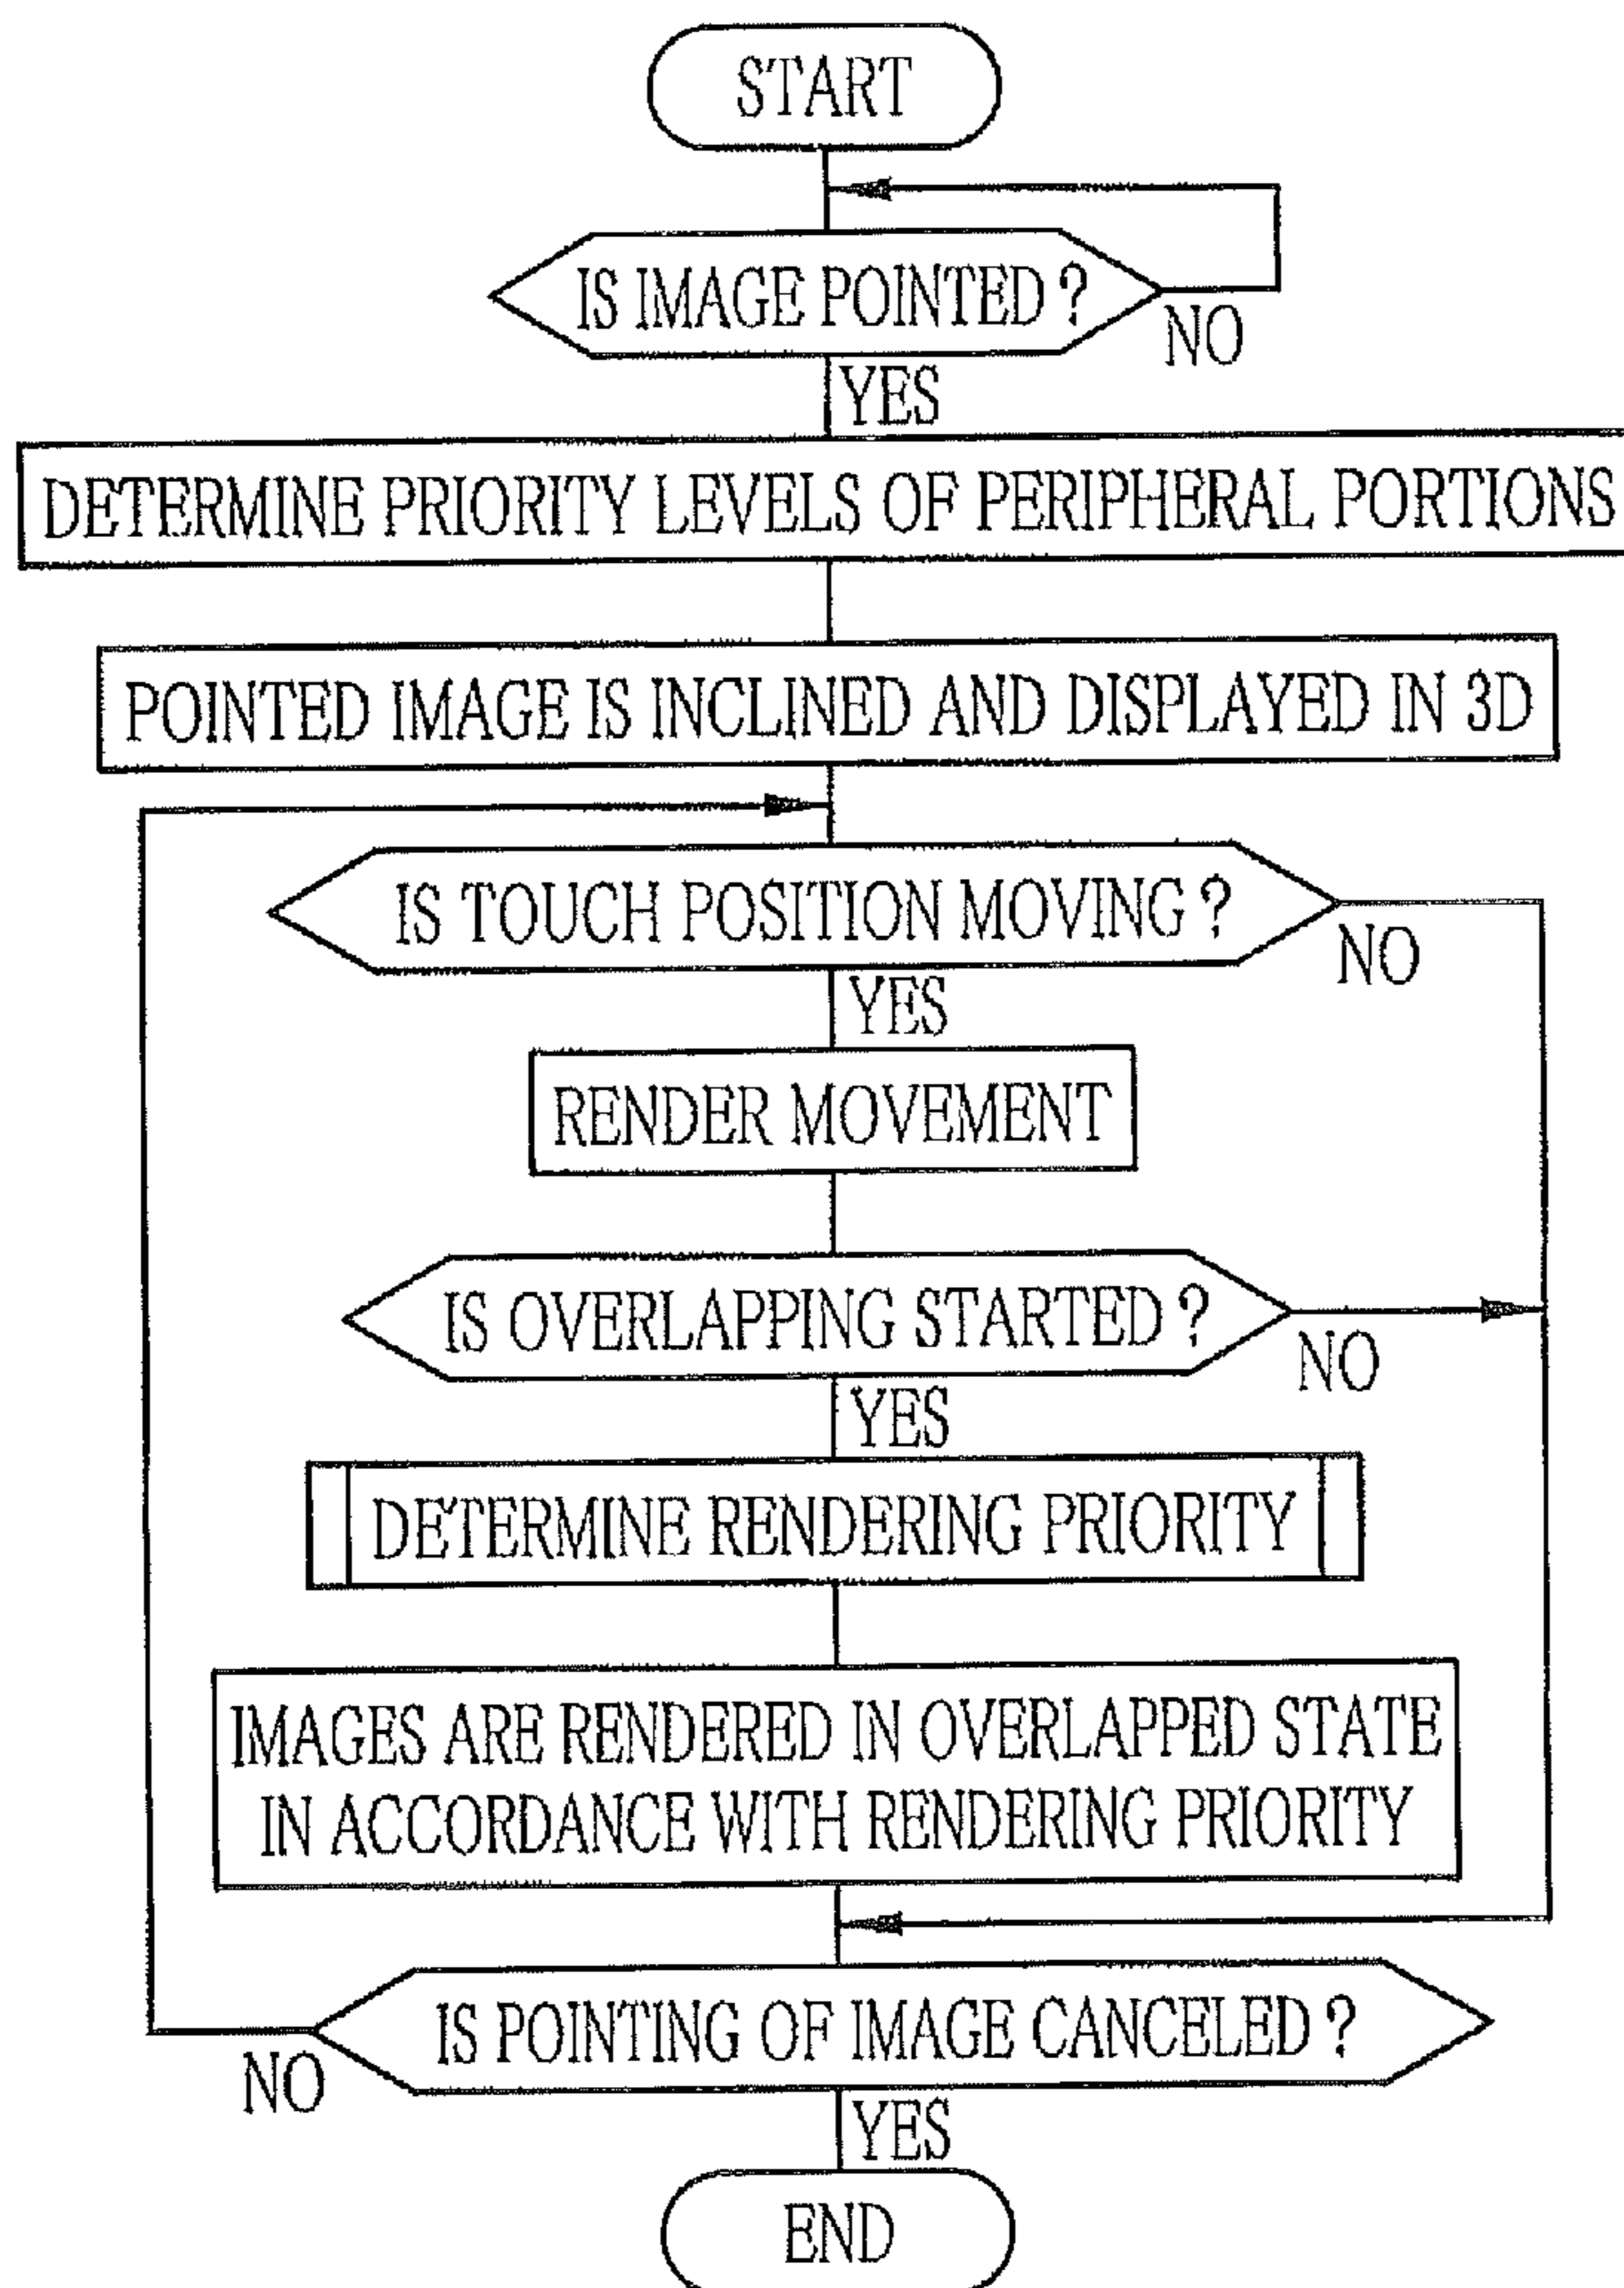 START
IS IMAGE POINTED ?
NO
YES
DETERMINE PRIORITY LEVELS OF PERIPHERAL PORTIONS
POINTED IMAGE IS INCLINED AND DISPLAYED IN 3D
IS TOUCH POSITION MOVING ?
NO
YES
RENDER MOVEMENT
IS OVERLAPPING STARTED ?
NO
YES
DETERMINE RENDERING PRIORITY
IMAGES ARE RENDERED IN OVERLAPPED STATE
IN ACCORDANCE WITH RENDERING PRIORITY
IS POINTING OF IMAGE CANCELED ?
NO
YES
END